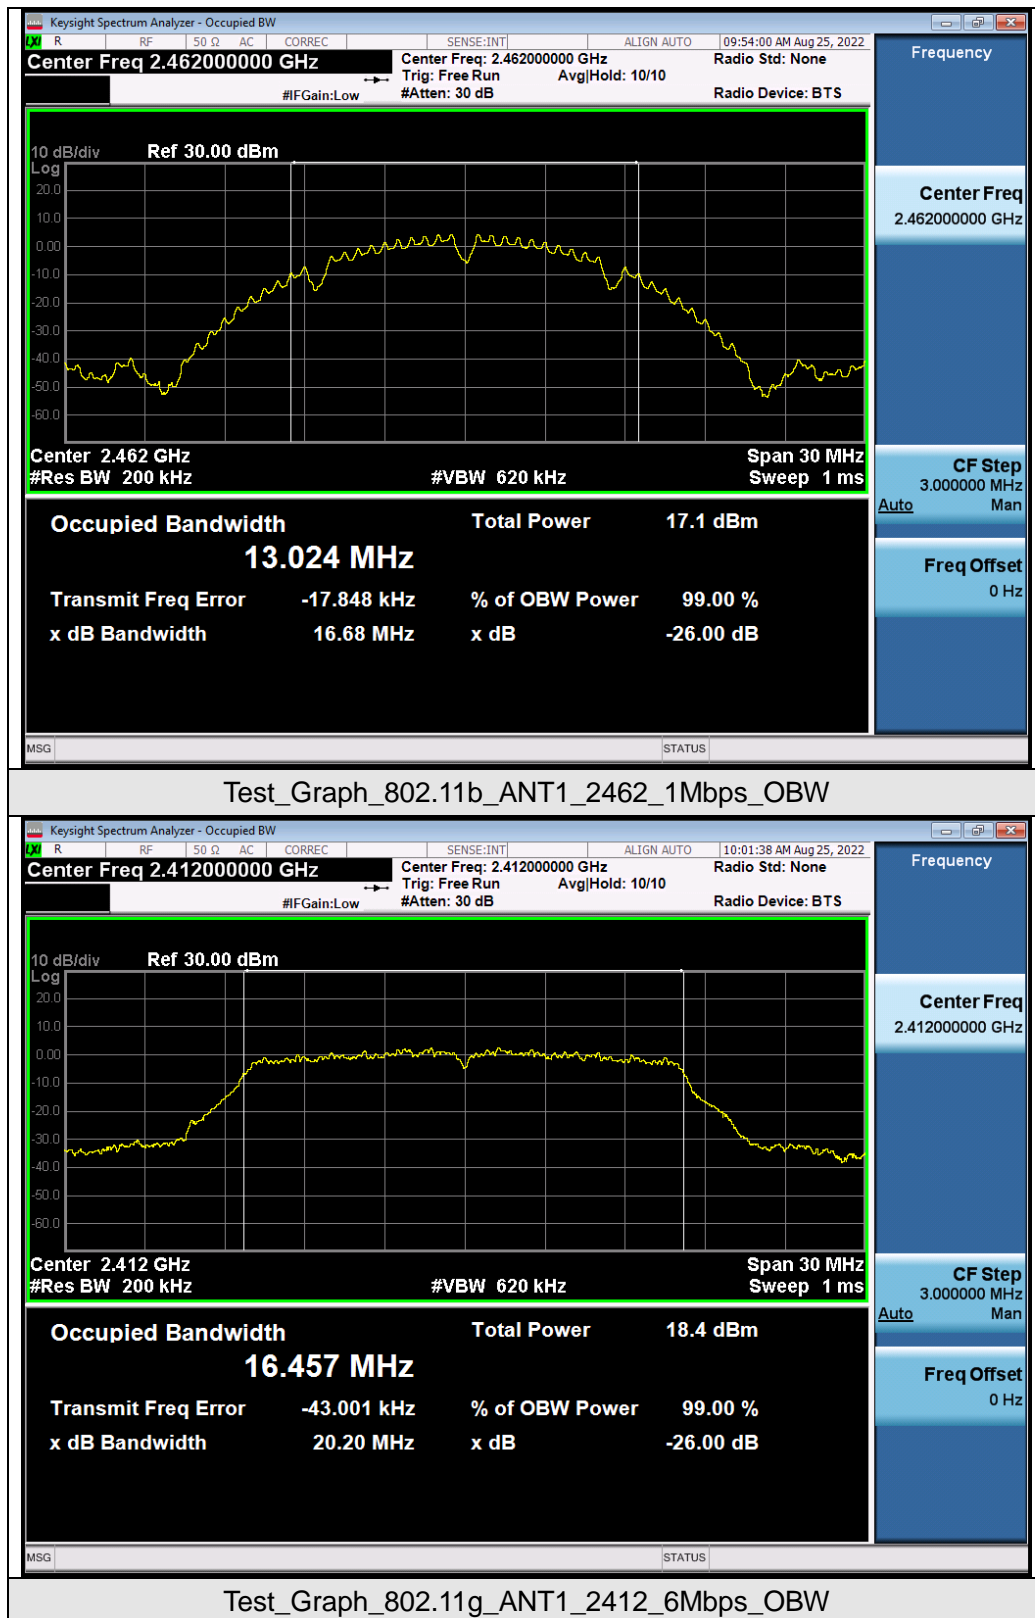 Keysight Spectrum Analyzer - Occupied BW
LXI R RF 50 Ω AC CORREC SENSE:INT ALIGN AUTO 09:54:00 AM Aug 25, 2022
Center Freq 2.462000000 GHz
Center Freq: 2.462000000 GHz Radio Std: None
Trig: Free Run Avg|Hold: 10/10
#IFGain:Low #Atten: 30 dB Radio Device: BTS
Frequency
10 dB/div Ref 30.00 dBm
Log
20.0
10.0
0.00
-10.0
-20.0
-30.0
-40.0
-50.0
-60.0
Center 2.462 GHz Span 30 MHz
#Res BW 200 kHz #VBW 620 kHz Sweep 1 ms
Center Freq
2.462000000 GHz
CF Step
3.000000 MHz
Auto Man
Freq Offset
0 Hz
Occupied Bandwidth Total Power 17.1 dBm
13.024 MHz
Transmit Freq Error -17.848 kHz % of OBW Power 99.00 %
x dB Bandwidth 16.68 MHz x dB -26.00 dB
MSG STATUS
Test_Graph_802.11b_ANT1_2462_1Mbps_OBW
Keysight Spectrum Analyzer - Occupied BW
LXI R RF 50 Ω AC CORREC SENSE:INT ALIGN AUTO 10:01:38 AM Aug 25, 2022
Center Freq 2.412000000 GHz
Center Freq: 2.412000000 GHz Radio Std: None
Trig: Free Run Avg|Hold: 10/10
#IFGain:Low #Atten: 30 dB Radio Device: BTS
Frequency
10 dB/div Ref 30.00 dBm
Log
20.0
10.0
0.00
-10.0
-20.0
-30.0
-40.0
-50.0
-60.0
Center 2.412 GHz Span 30 MHz
#Res BW 200 kHz #VBW 620 kHz Sweep 1 ms
Center Freq
2.412000000 GHz
CF Step
3.000000 MHz
Auto Man
Freq Offset
0 Hz
Occupied Bandwidth Total Power 18.4 dBm
16.457 MHz
Transmit Freq Error -43.001 kHz % of OBW Power 99.00 %
x dB Bandwidth 20.20 MHz x dB -26.00 dB
MSG STATUS
Test_Graph_802.11g_ANT1_2412_6Mbps_OBW